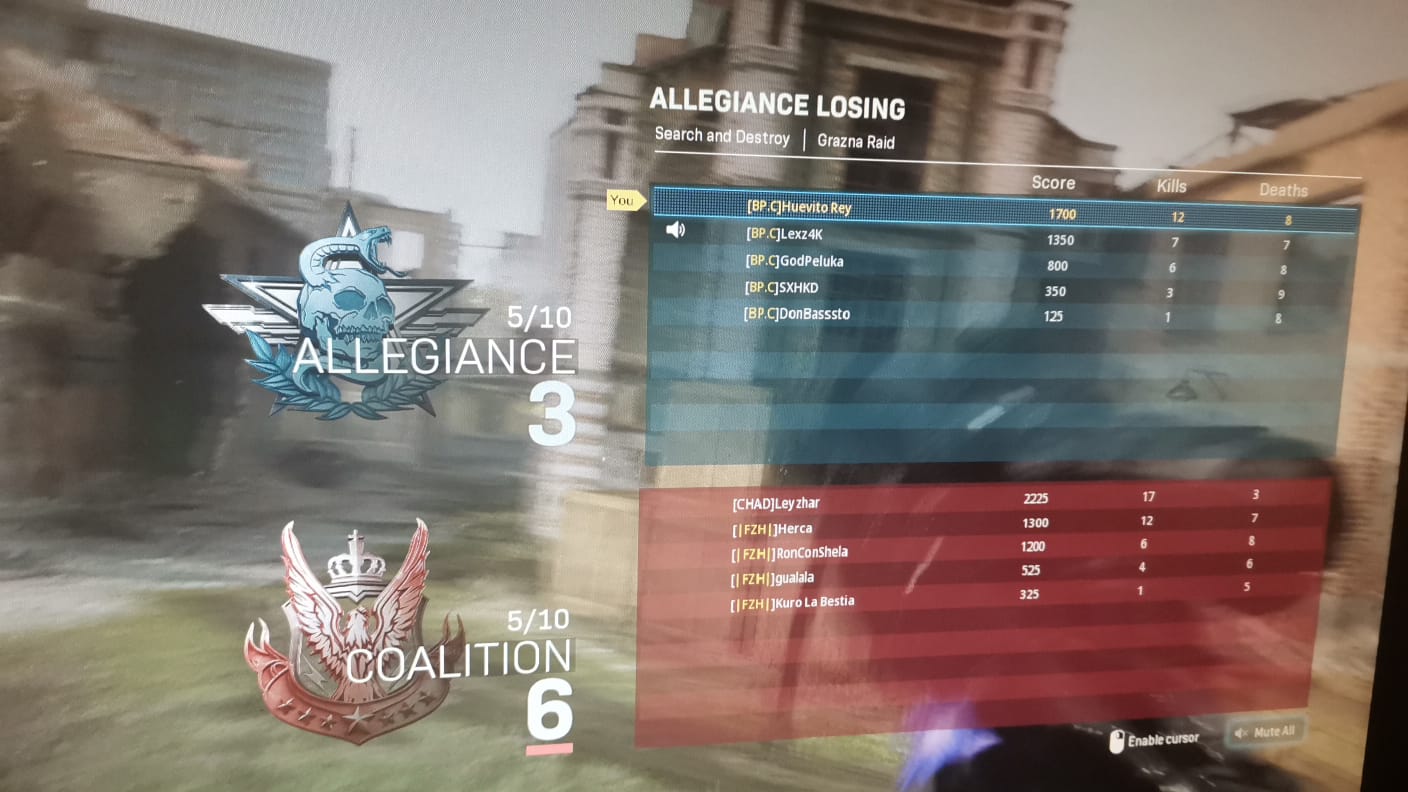 ALLEGIANCE LOSING
Search and Destroy | Grazna Raid
Score Kills Deaths
You [BP.C]Huevito Rey 1700 12 8
[BP.C]Lexz4K 1350 7 7
[BP.C]GodPeluka 800 6 8
[BP.C]SXHKD 350 3 9
[BP.C]DonBasssto 125 1 8
5/10
ALLEGIANCE
3
[CHAD]Leyzhar 2225 17 3
[|FZH|]Herca 1300 12 7
[|FZH|]RonConShela 1200 6 8
[|FZH|]gualala 525 4 6
[|FZH|]Kuro La Bestia 325 1 5
5/10
COALITION
6
Enable cursor Mute All